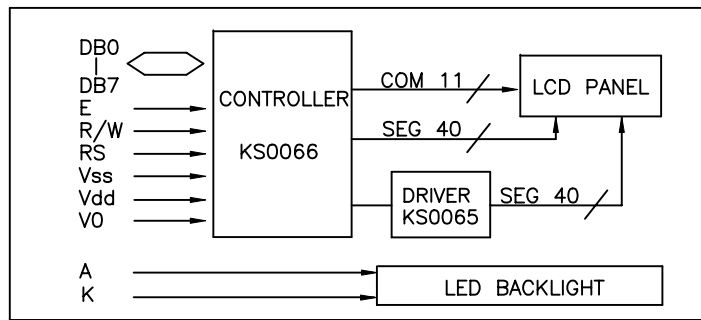 DB0
DB7
E
R/W
RS
Vss
Vdd
V0
CONTROLLER
KS0066
COM 11
SEG 40
LCD PANEL
DRIVER
KS0065
SEG 40
A
K
LED BACKLIGHT